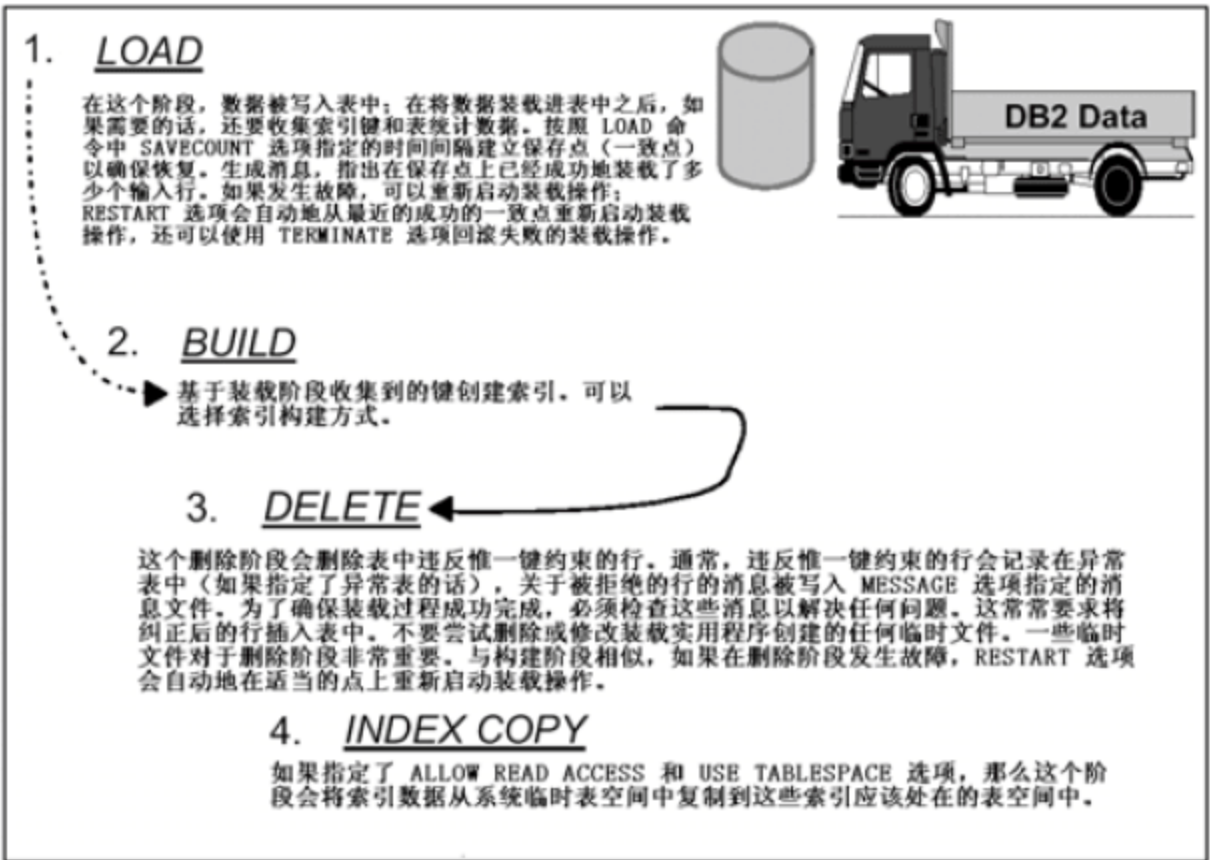 1. LOAD
DB2 Data
在这个阶段，数据被写入表中；在将数据装载进表中之后，如
果需要的话，还要收集索引键和表统计数据。按照 LOAD 命
令中 SAVECOUNT 选项指定的时间间隔建立保存点（一致点）
以确保恢复。生成消息，指出在保存点上已经成功地装载了多
少个输入行。如果发生故障，可以重新启动装载操作；
RESTART 选项会自动地从最近的成功的一致点重新启动装载
操作，还可以使用 TERMINATE 选项回滚失败的装载操作。
2. BUILD
基于装载阶段收集到的键创建索引。可以
选择索引构建方式。
3. DELETE
这个删除阶段会删除表中违反惟一键约束的行。通常，违反惟一键约束的行会记录在异常
表中（如果指定了异常表的话），关于被拒绝的行的消息被写入 MESSAGE 选项指定的消
息文件。为了确保装载过程成功完成，必须检查这些消息以解决任何问题。这常常要求将
纠正后的行插入表中。不要尝试删除或修改装载实用程序创建的任何临时文件。一些临时
文件对于删除阶段非常重要。与构建阶段相似，如果在删除阶段发生故障，RESTART 选项
会自动地在适当的点上重新启动装载操作。
4. INDEX COPY
如果指定了 ALLOW READ ACCESS 和 USE TABLESPACE 选项，那么这个阶
段会将索引数据从系统临时表空间中复制到这些索引应该处在的表空间中。